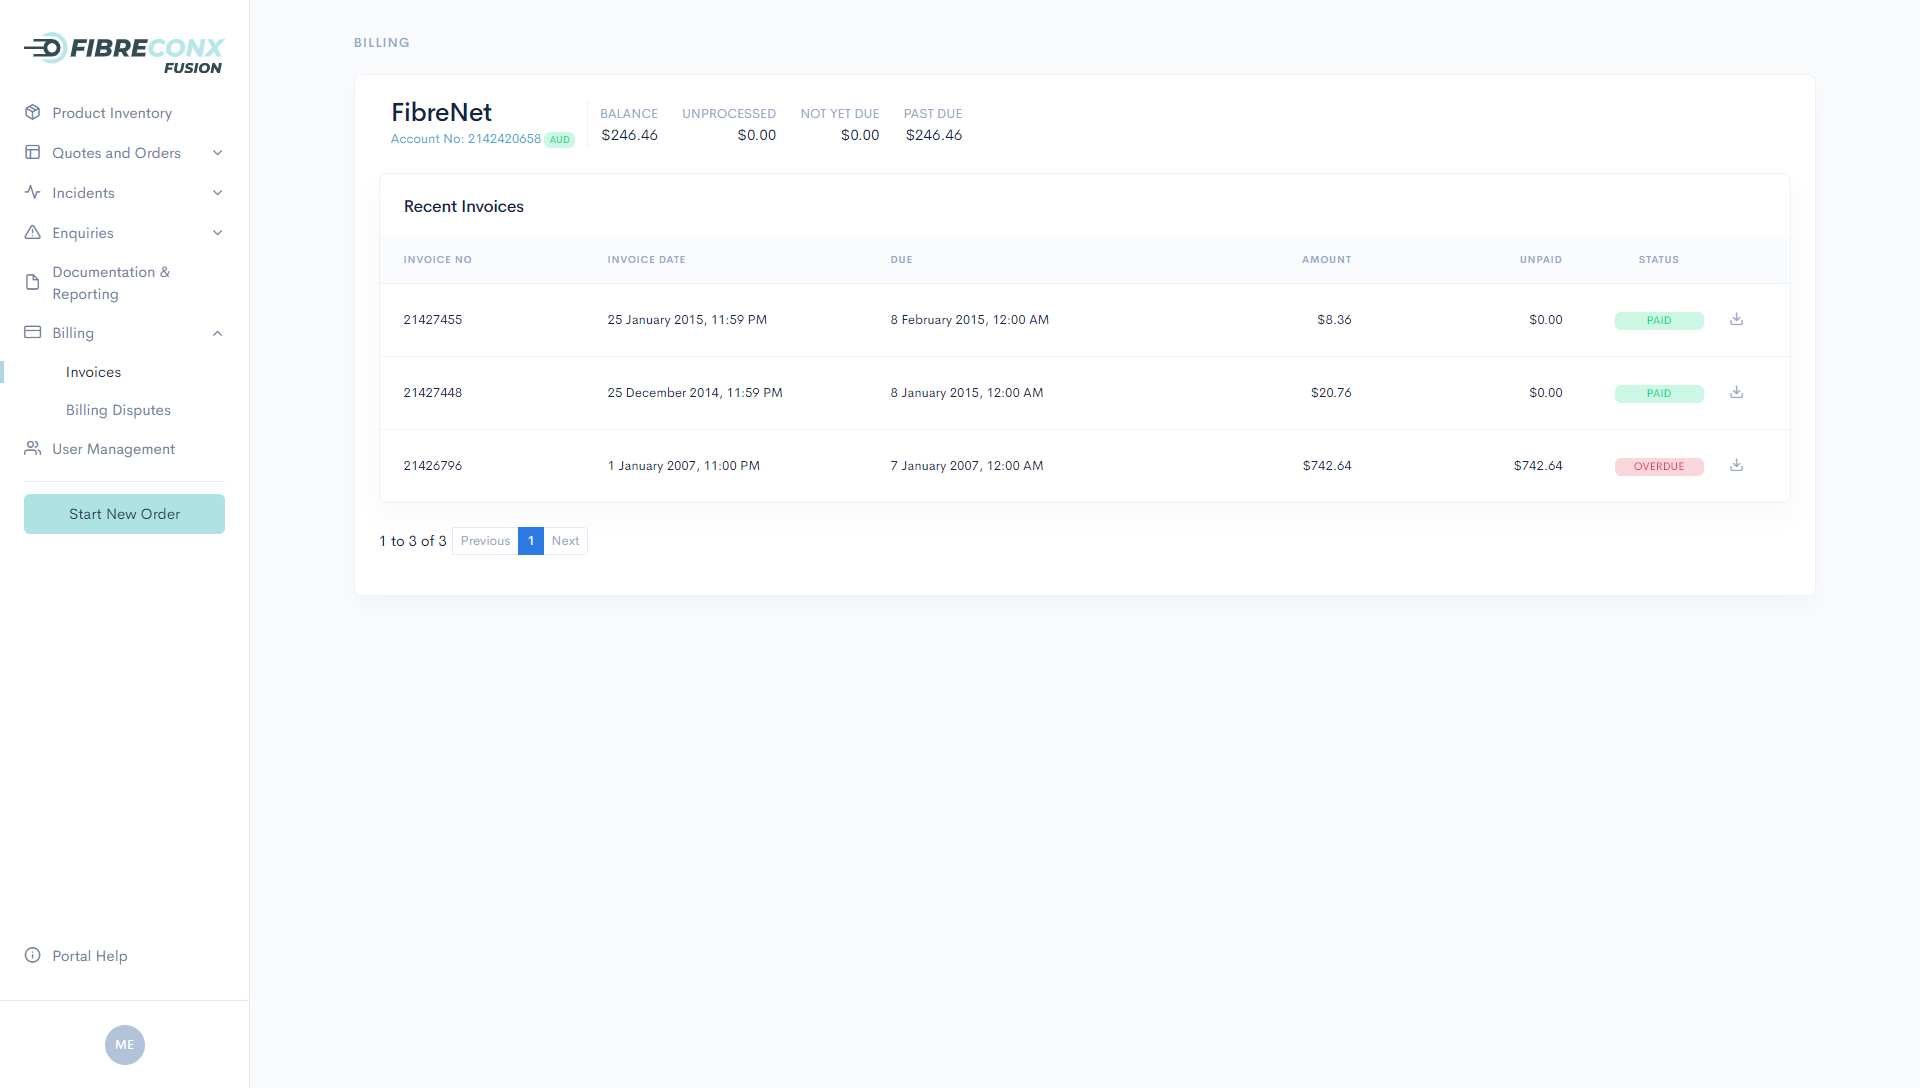 FIBRECONX
FUSION
Product Inventory
Quotes and Orders
Incidents
Enquiries
Documentation &
Reporting
Billing
Invoices
Billing Disputes
User Management
Start New Order
Portal Help
ME
BILLING
FibreNet
Account No: 2142420658 AUD
BALANCE UNPROCESSED NOT YET DUE PAST DUE
$246.46 $0.00 $0.00 $246.46
Recent Invoices
INVOICE NO INVOICE DATE DUE AMOUNT UNPAID STATUS
21427455 25 January 2015, 11:59 PM 8 February 2015, 12:00 AM $8.36 $0.00 PAID
21427448 25 December 2014, 11:59 PM 8 January 2015, 12:00 AM $20.76 $0.00 PAID
21426796 1 January 2007, 11:00 PM 7 January 2007, 12:00 AM $742.64 $742.64 OVERDUE
1 to 3 of 3 Previous 1 Next